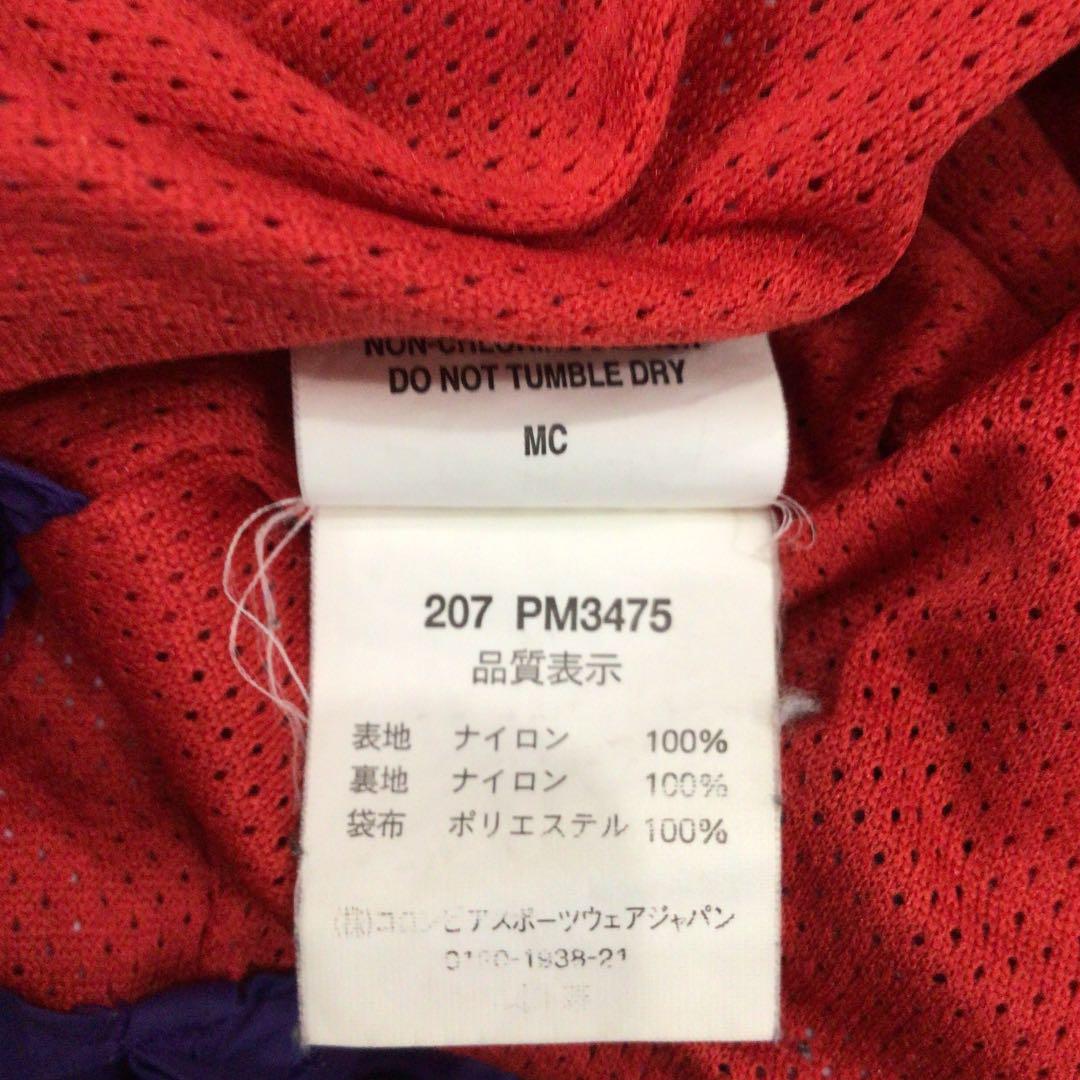 DO NOT TUMBLE DRY
MC
207 PM3475
品質表示
表地 ナイロン 100%
裏地 ナイロン 100%
袋布 ポリエステル 100%
(株)コロンビアスポーツウェアジャパン